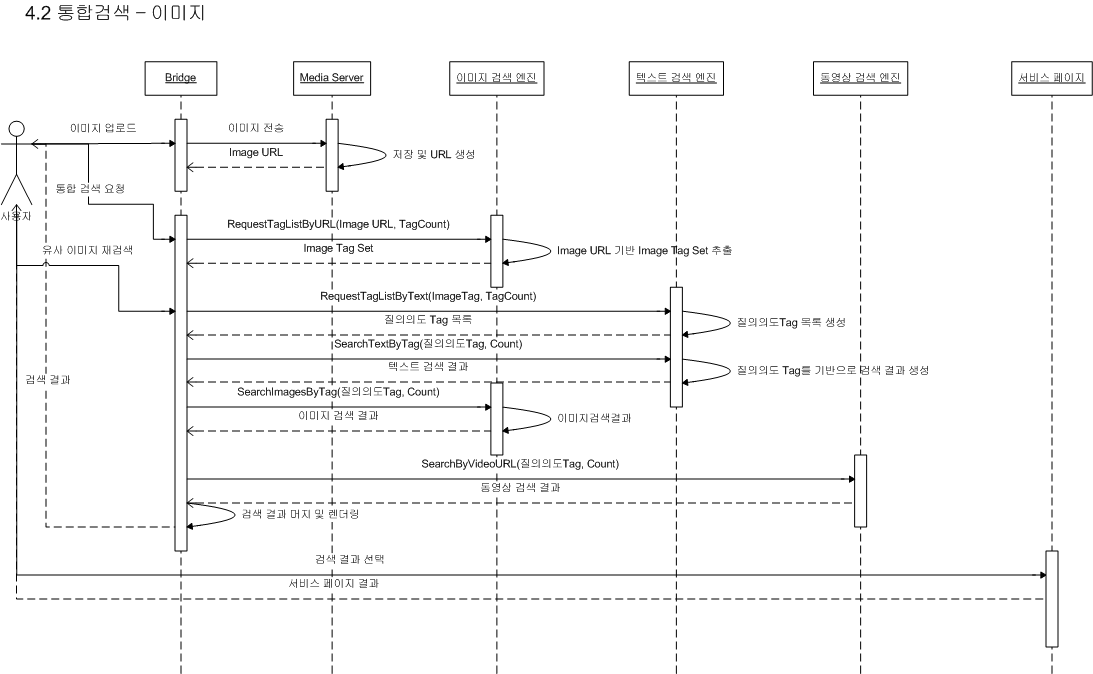 4.2 통합검색 – 이미지
Bridge
Media Server
이미지 검색 엔진
텍스트 검색 엔진
동영상 검색 엔진
서비스 페이지
이미지 업로드
이미지 전송
Image URL
저장 및 URL 생성
통합 검색 요청
사용자
RequestTagListByURL(Image URL, TagCount)
Image Tag Set
Image URL 기반 Image Tag Set 추출
유사 이미지 재검색
RequestTagListByText(ImageTag, TagCount)
질의의도 Tag 목록
질의의도Tag 목록 생성
SearchTextByTag(질의의도Tag, Count)
텍스트 검색 결과
질의의도 Tag를 기반으로 검색 결과 생성
검색 결과
SearchImagesByTag(질의의도Tag, Count)
이미지 검색 결과
이미지검색결과
SearchByVideoURL(질의의도Tag, Count)
동영상 검색 결과
검색 결과 머지 및 렌더링
검색 결과 선택
서비스 페이지 결과